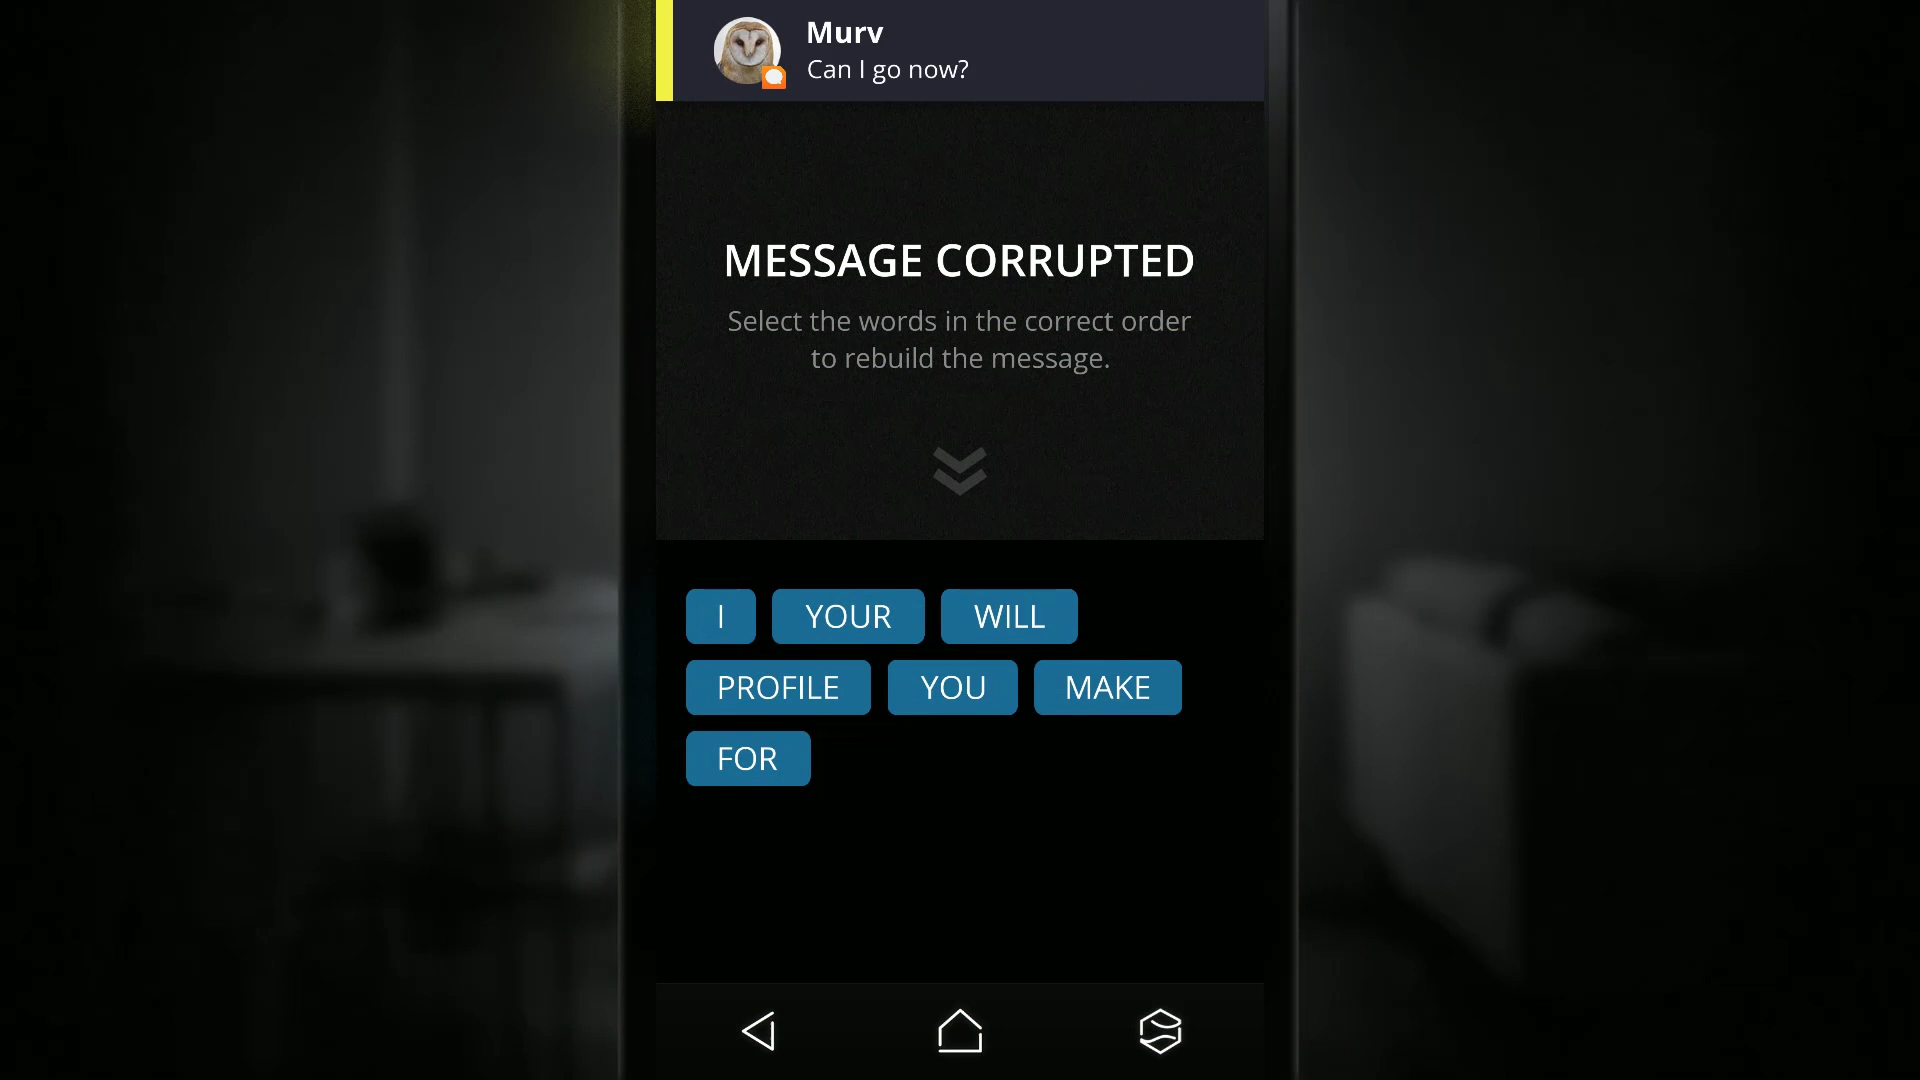 Murv
Can I go now?
MESSAGE CORRUPTED
Select the words in the correct order
to rebuild the message.
I YOUR WILL
PROFILE YOU MAKE
FOR